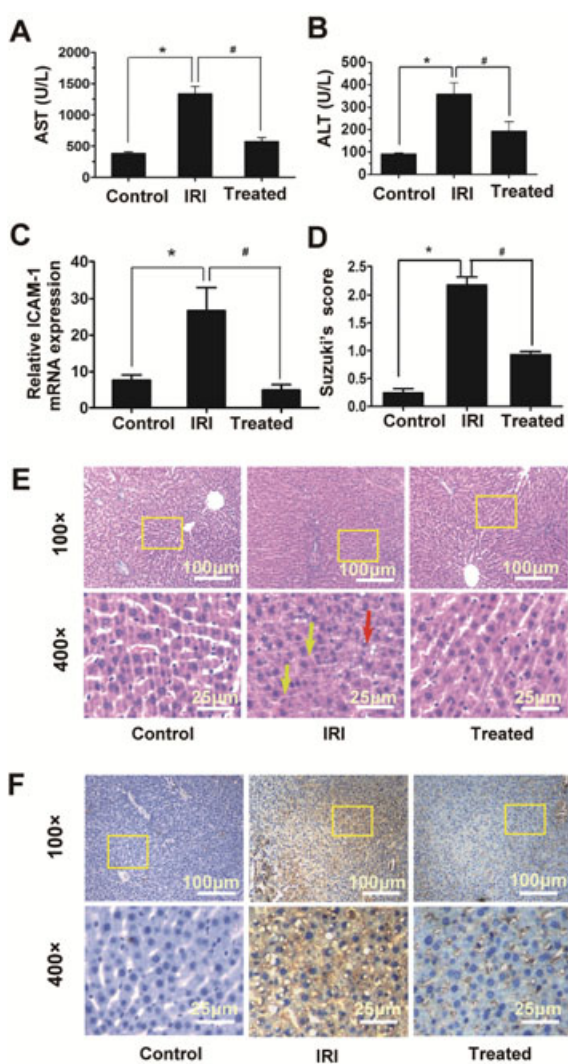 A
AST (U/L)
2000
1500
1000
500
0
* #
Control IRI Treated
B
ALT (U/L)
500
400
300
200
100
0
* #
Control IRI Treated
C
Relative ICAM-1
mRNA expression
40
30
20
10
0
* #
Control IRI Treated
D
Suzuki's score
2.5
2.0
1.5
1.0
0.5
0.0
* #
Control IRI Treated
E
100×
100μm 100μm 100μm
400×
25μm 25μm 25μm
Control IRI Treated
F
100×
100μm 100μm 100μm
400×
25μm 25μm 25μm
Control IRI Treated